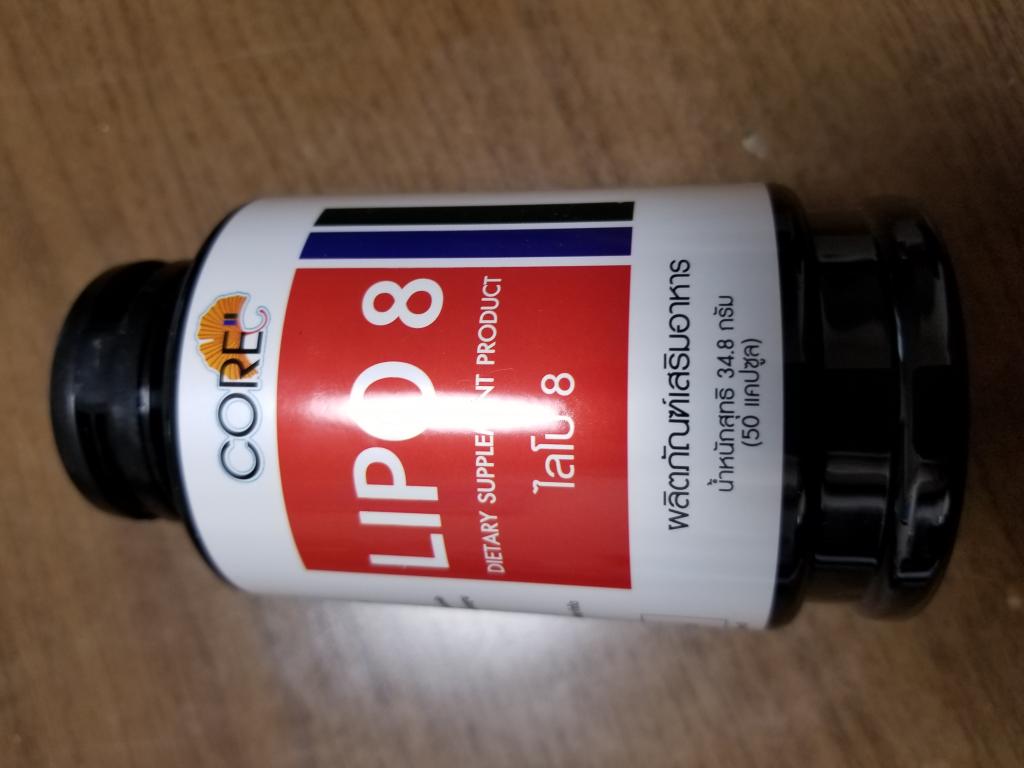 COREC
LIPO 8
DIETARY SUPPLEMENT PRODUCT
ไลโป 8
ผลิตภัณฑ์เสริมอาหาร
น้ำหนักสุทธิ 34.8 กรัม
(50 แคปซูล)